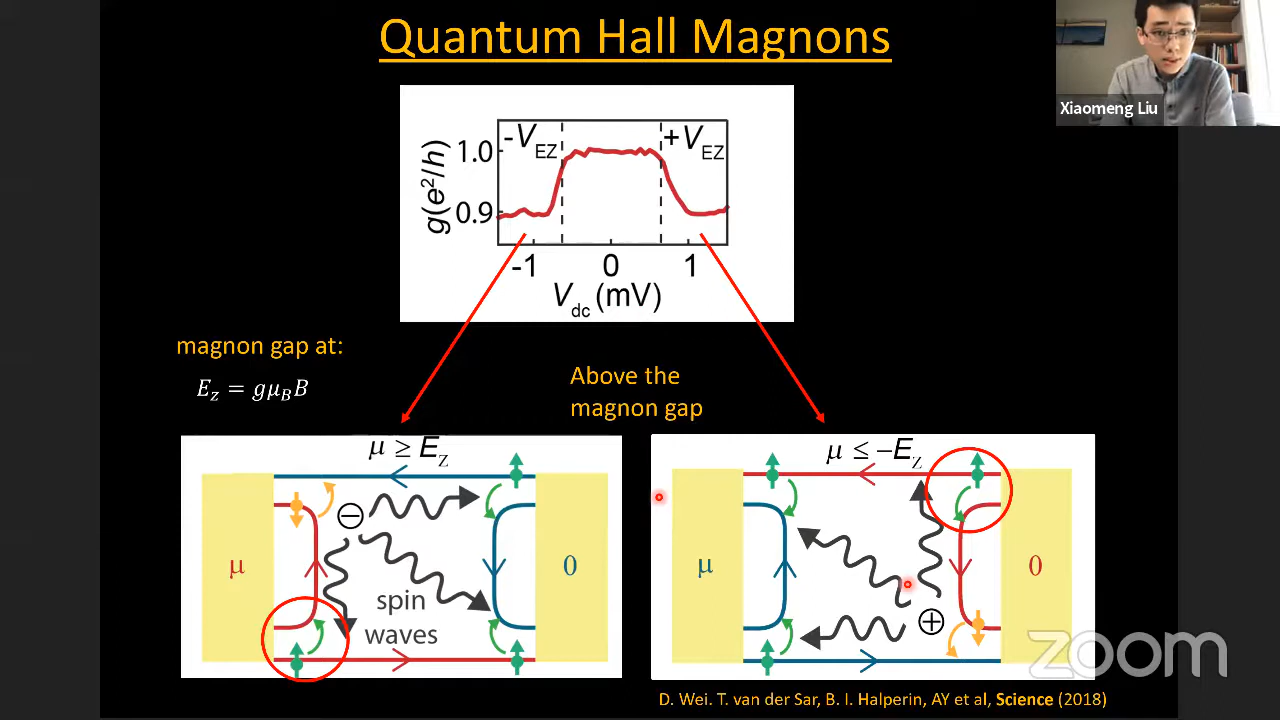 Quantum Hall Magnons
Xiaomeng Liu
-V_EZ
+V_EZ
g(e²/h)
1.0
0.9
-1 0 1
V_dc (mV)
magnon gap at:
E_z = gμ_B B
Above the
magnon gap
μ ≥ E_Z
μ
0
spin
waves
μ ≤ -E_Z
μ
0
zoom
D. Wei. T. van der Sar, B. I. Halperin, AY et al, Science (2018)